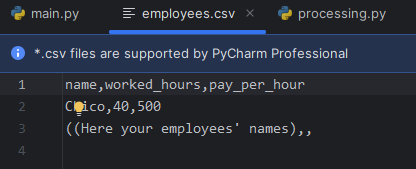 main.py employees.csv processing.py
*.csv files are supported by PyCharm Professional
1 name,worked_hours,pay_per_hour
2 Chico,40,500
3 ((Here your employees' names),,
4